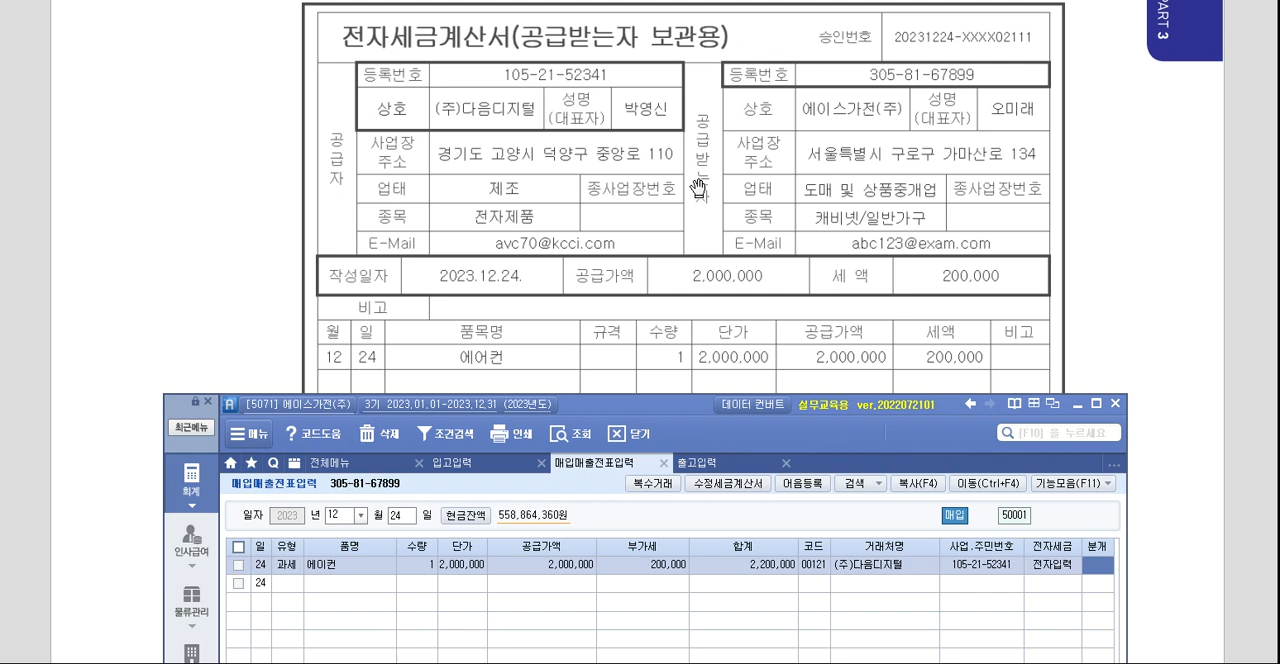 PART 3
전자세금계산서(공급받는자 보관용) 승인번호 20231224-XXXX02111
공급자 등록번호 105-21-52341 공급받는자 등록번호 305-81-67899
상호 (주)다음디지털 성명(대표자) 박영신 상호 에이스가전(주) 성명(대표자) 오미래
사업장주소 경기도 고양시 덕양구 중앙로 110 사업장주소 서울특별시 구로구 가마산로 134
업태 제조 종사업장번호 업태 도매 및 상품중개업 종사업장번호
종목 전자제품 종목 캐비넷/일반가구
E-Mail avc70@kcci.com E-Mail abc123@exam.com
작성일자 2023.12.24. 공급가액 2,000,000 세 액 200,000
비고
월 일 품목명 규격 수량 단가 공급가액 세액 비고
12 24 에어컨 1 2,000,000 2,000,000 200,000
[5071] 에이스가전(주) 3기 2023.01.01-2023.12.31 (2023년도) 데이터 컨버트 실무교육용 ver.2022072101
최근메뉴 메뉴 ? 코드도움 삭제 조건검색 인쇄 조회 닫기 [F10] 을 누르세요
전체메뉴 입고입력 매입매출전표입력 출고입력
회계
매입매출전표입력 305-81-67899 복수거래 수정세금계산서 어음등록 검색 복사(F4) 이동(Ctrl+F4) 기능모음(F11)
일자 2023 년 12 월 24 일 현금잔액 558,864,360원 매입 50001
인사급여
일 유형 품명 수량 단가 공급가액 부가세 합계 코드 거래처명 사업.주민번호 전자세금 분개
24 과세 에어컨 1 2,000,000 2,000,000 200,000 2,200,000 00121 (주)다음디지털 105-21-52341 전자입력
24
물류관리